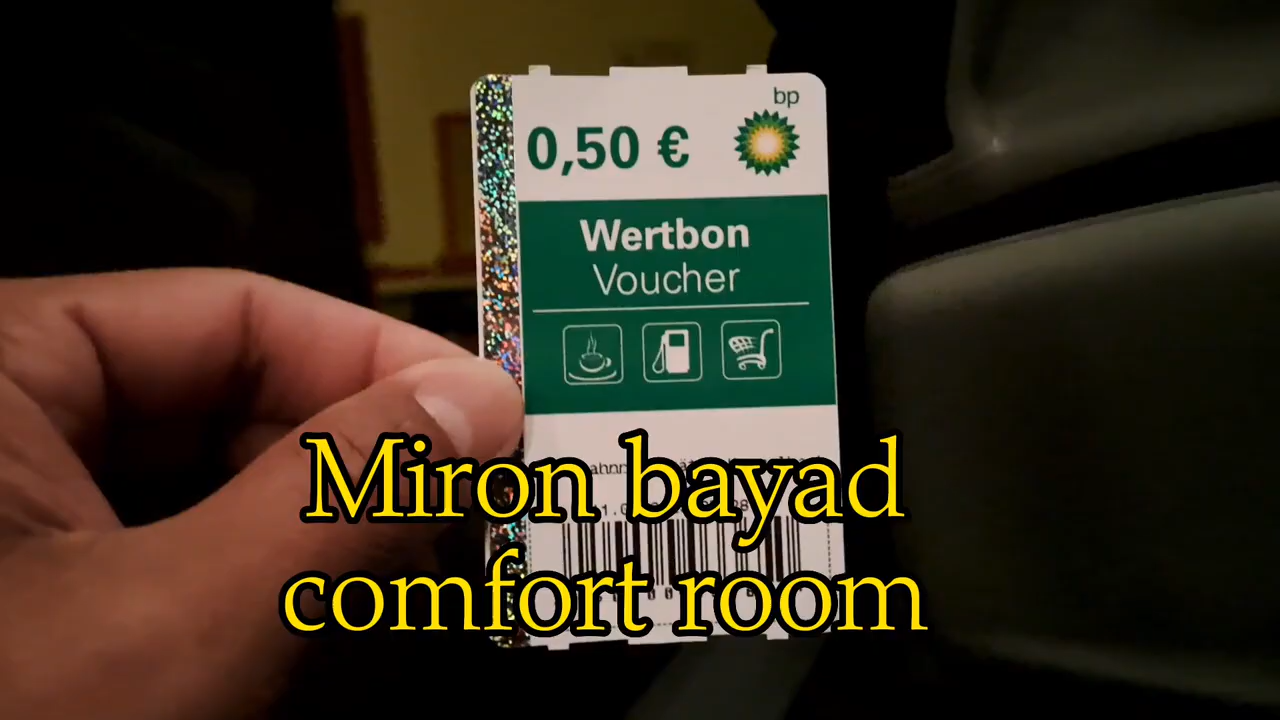 bp
0,50 €
Wertbon
Voucher
Miron bayad
comfort room